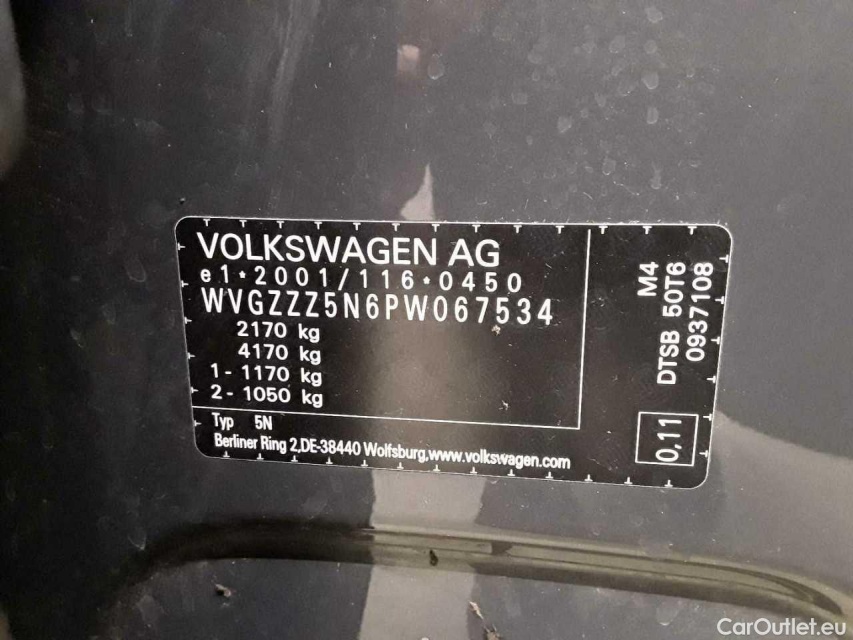 VOLKSWAGEN AG
e1*2001/116*0450
WVGZZZ5N6PW067534
2170 kg
4170 kg
1 - 1170 kg
2 - 1050 kg
Typ 5N
Berliner Ring 2,DE-38440 Wolfsburg,www.volkswagen.com
M4
DTSB 50T6
0937108
0,11
CarOutlet.eu